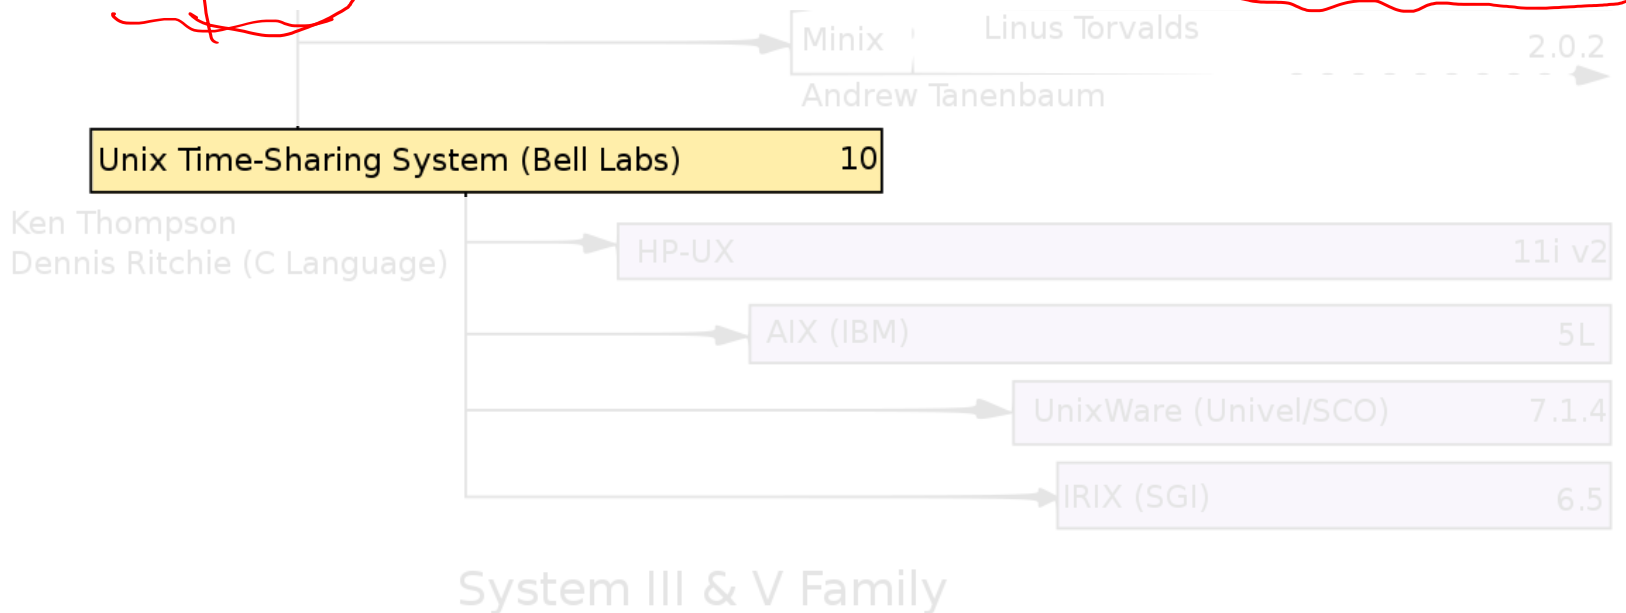 Linus Torvalds
Minix
2.0.2
Andrew Tanenbaum
Unix Time-Sharing System (Bell Labs) 10
Ken Thompson
Dennis Ritchie (C Language)
HP-UX 11i v2
AIX (IBM) 5L
UnixWare (Univel/SCO) 7.1.4
IRIX (SGI) 6.5
System III & V Family